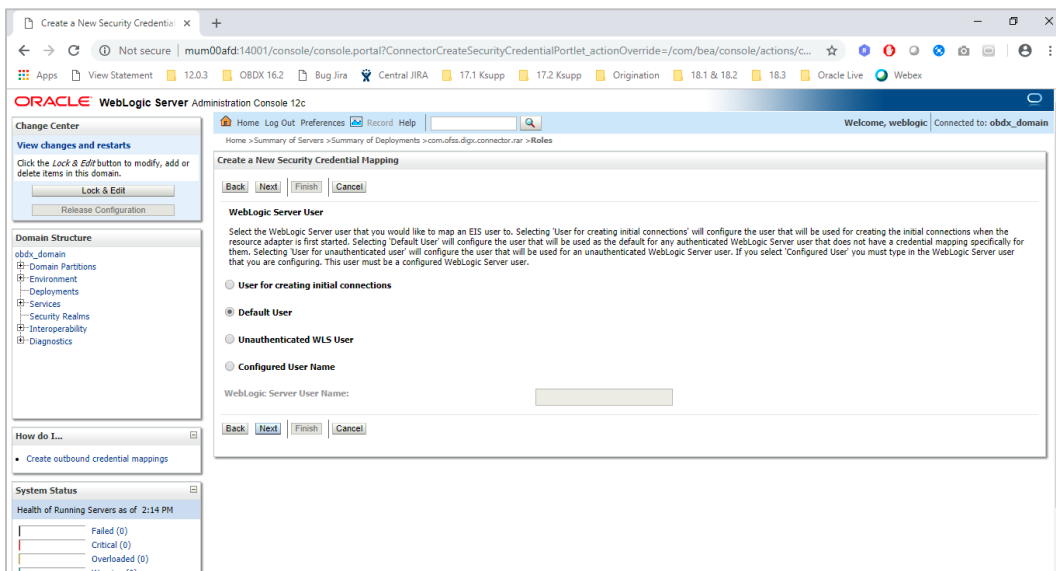 Create a New Security Credential
Not secure | mum00afd:14001/console/console.portal?ConnectorCreateSecurityCredentialPortlet_actionOverride=/com/bea/console/actions/c...
Apps View Statement 12.0.3 OBDX 16.2 Bug Jira Central JIRA 17.1 Ksupp 17.2 Ksupp Origination 18.1 & 18.2 18.3 Oracle Live Webex
ORACLE WebLogic Server Administration Console 12c
Change Center
View changes and restarts
Click the Lock & Edit button to modify, add or
delete items in this domain.
Lock & Edit
Release Configuration
Domain Structure
obdx_domain
Domain Partitions
Environment
Deployments
Services
Security Realms
Interoperability
Diagnostics
How do I...
Create outbound credential mappings
System Status
Health of Running Servers as of 2:14 PM
Failed (0)
Critical (0)
Overloaded (0)
Home Log Out Preferences Record Help
Welcome, weblogic Connected to: obdx_domain
Home >Summary of Servers >Summary of Deployments >com.ofss.digx.connector.rar >Roles
Create a New Security Credential Mapping
Back Next Finish Cancel
WebLogic Server User
Select the WebLogic Server user that you would like to map an EIS user to. Selecting 'User for creating initial connections' will configure the user that will be used for creating the initial connections when the
resource adapter is first started. Selecting 'Default User' will configure the user that will be used as the default for any authenticated WebLogic Server user that does not have a credential mapping specifically for
them. Selecting 'User for unauthenticated user' will configure the user that will be used for an unauthenticated WebLogic Server user. If you select 'Configured User' you must type in the WebLogic Server user
that you are configuring. This user must be a configured WebLogic Server user.
User for creating initial connections
Default User
Unauthenticated WLS User
Configured User Name
WebLogic Server User Name:
Back Next Finish Cancel